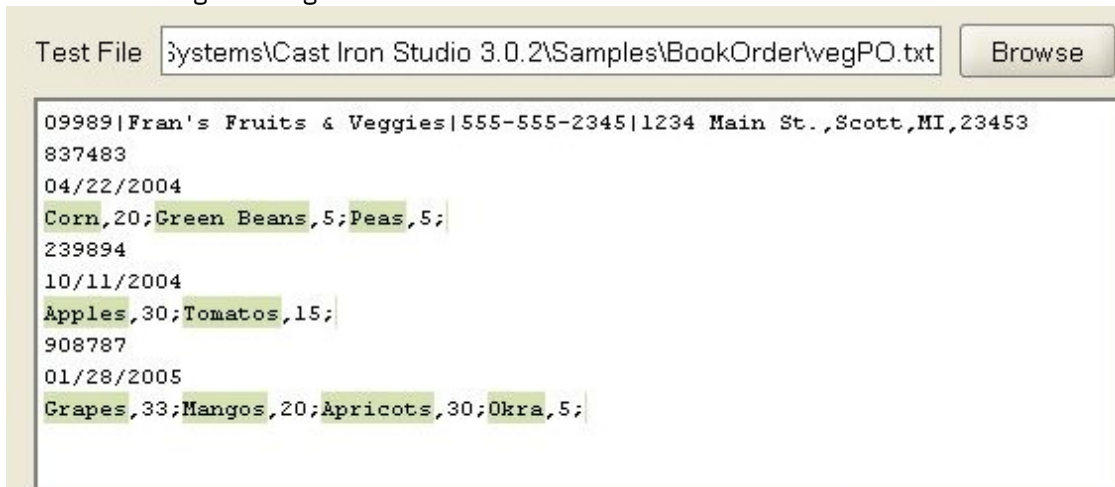 Test File ystems\Cast Iron Studio 3.0.2\Samples\BookOrder\vegPO.txt Browse
09989|Fran's Fruits & Veggies|555-555-2345|1234 Main St.,Scott,MI,23453
837483
04/22/2004
Corn,20;Green Beans,5;Peas,5;
239894
10/11/2004
Apples,30;Tomatos,15;
908787
01/28/2005
Grapes,33;Mangos,20;Apricots,30;Okra,5;